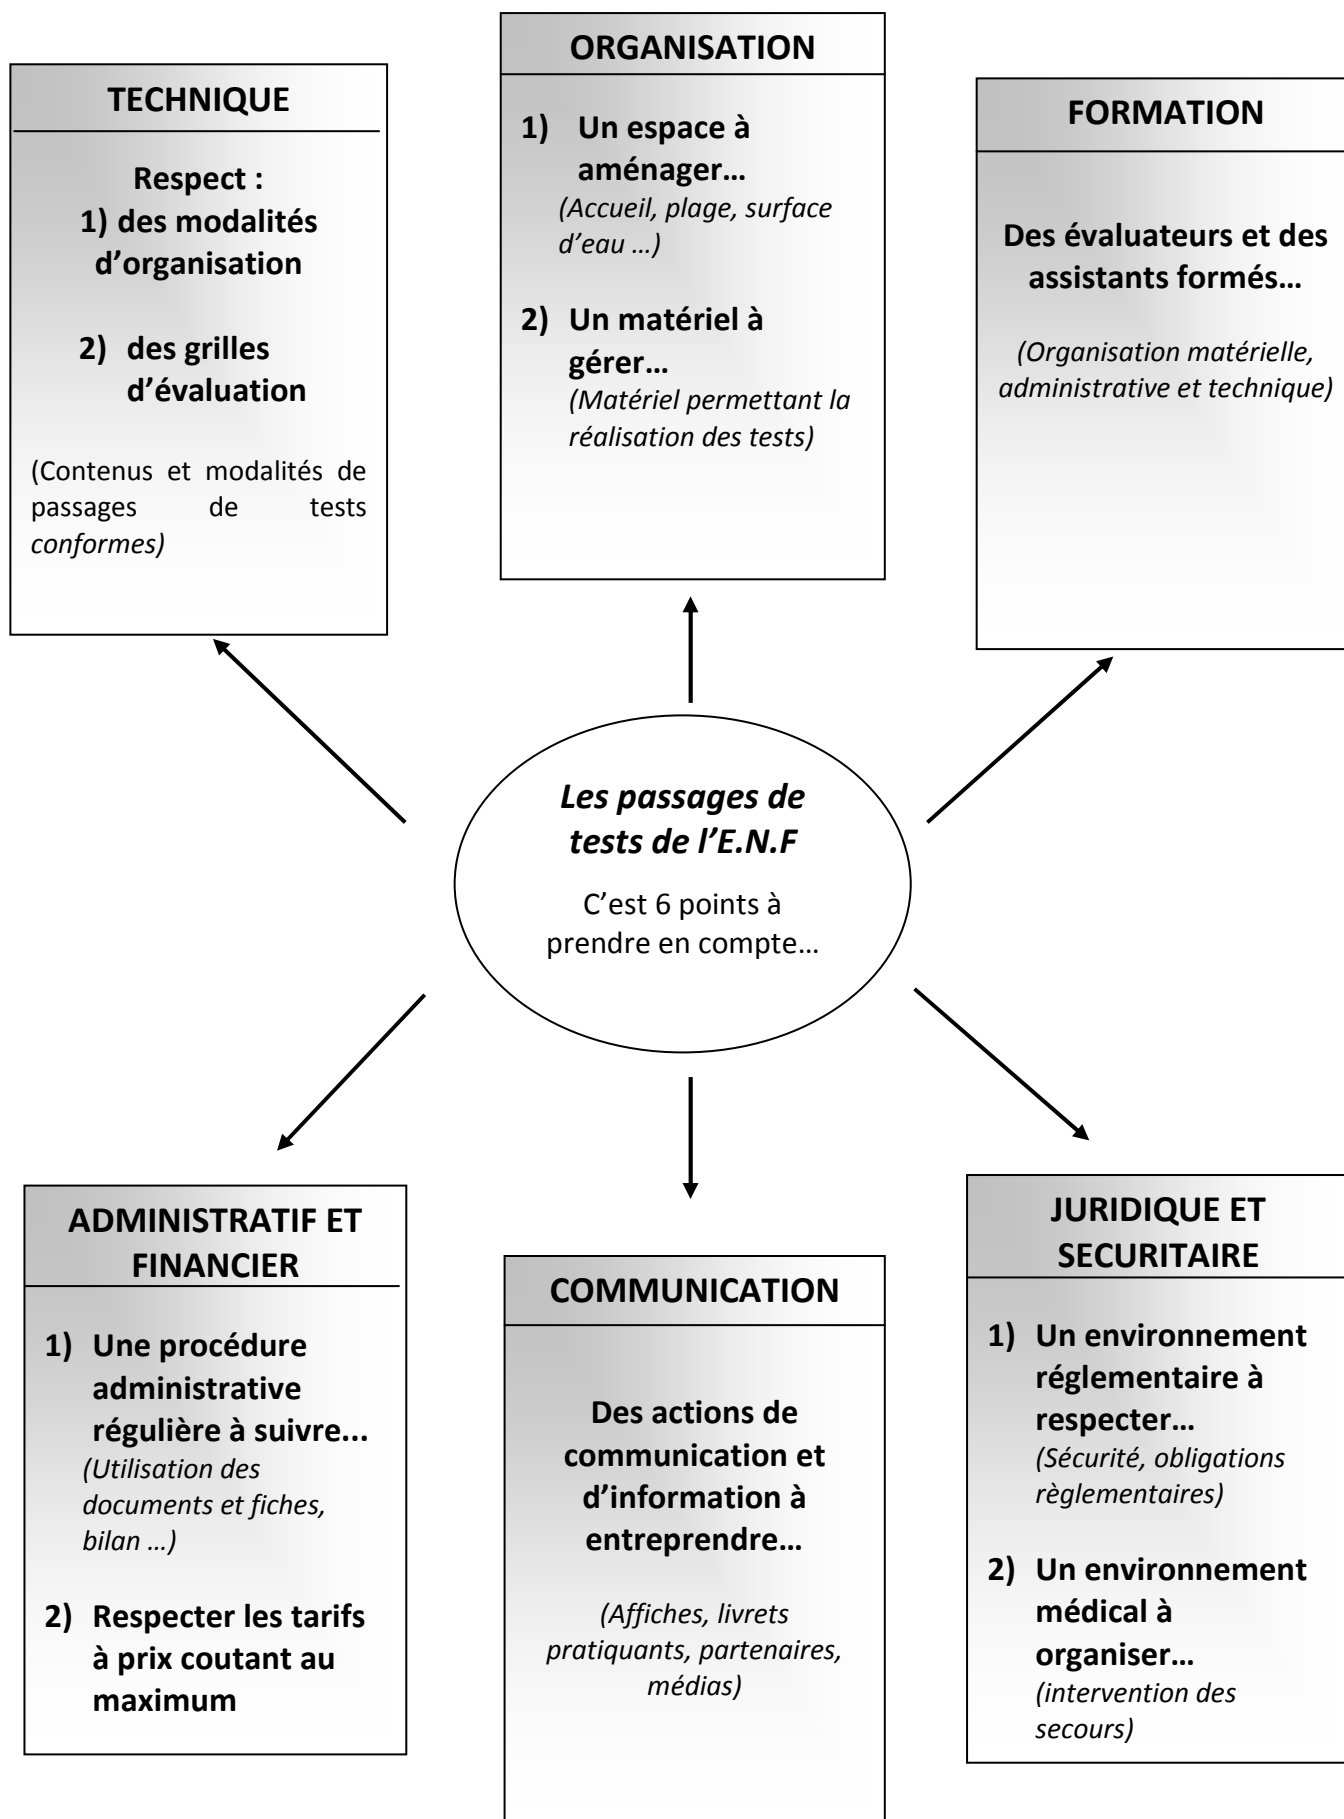 TECHNIQUE
Respect :
1) des modalités
d’organisation
2) des grilles
d’évaluation
(Contenus et modalités de
passages de tests
conformes)
ORGANISATION
1) Un espace à
aménager…
(Accueil, plage, surface
d’eau …)
2) Un matériel à
gérer…
(Matériel permettant la
réalisation des tests)
FORMATION
Des évaluateurs et des
assistants formés…
(Organisation matérielle,
administrative et technique)
Les passages de
tests de l’E.N.F
C’est 6 points à
prendre en compte…
ADMINISTRATIF ET
FINANCIER
1) Une procédure
administrative
régulière à suivre...
(Utilisation des
documents et fiches,
bilan …)
2) Respecter les tarifs
à prix coutant au
maximum
COMMUNICATION
Des actions de
communication et
d’information à
entreprendre…
(Affiches, livrets
pratiquants, partenaires,
médias)
JURIDIQUE ET
SECURITAIRE
1) Un environnement
réglementaire à
respecter…
(Sécurité, obligations
règlementaires)
2) Un environnement
médical à
organiser…
(intervention des
secours)